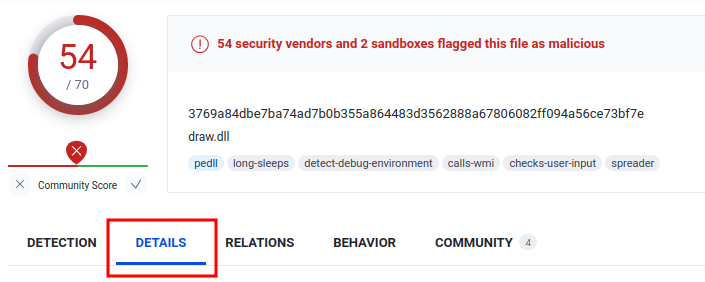 54
/ 70
Community Score
54 security vendors and 2 sandboxes flagged this file as malicious
3769a84dbe7ba74ad7b0b355a864483d3562888a67806082ff094a56ce73bf7e
draw.dll
pedll long-sleeps detect-debug-environment calls-wmi checks-user-input spreader
DETECTION DETAILS RELATIONS BEHAVIOR COMMUNITY 4